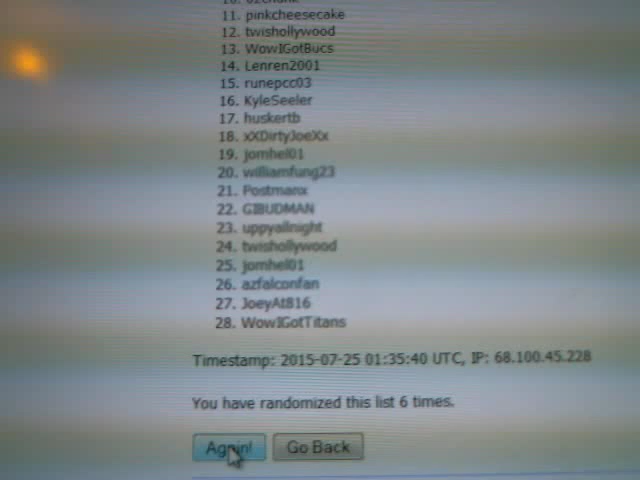 11. pinkcheesecake
12. twishollywood
13. WowIGotBucs
14. Lenren2001
15. runepcc03
16. KyleSeeler
17. huskertb
18. xXDirtyJoeXx
19. jomhel01
20. williamfung23
21. Postmanx
22. GIBUDMAN
23. uppyallnight
24. twishollywood
25. jomhel01
26. azfalconfan
27. JoeyAt816
28. WowIGotTitans
Timestamp: 2015-07-25 01:35:40 UTC, IP: 68.100.45.228
You have randomized this list 6 times.
Again! Go Back